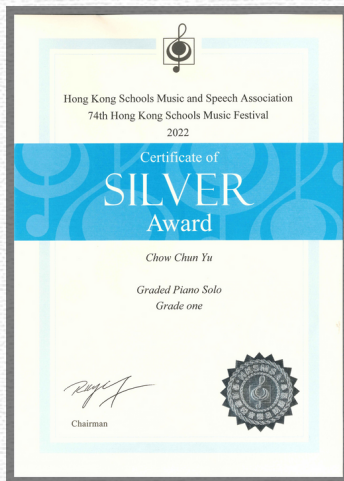 Hong Kong Schools Music and Speech Association
74th Hong Kong Schools Music Festival
2022
Certificate of
SILVER
Award
Chow Chun Yu
Graded Piano Solo
Grade one
Chairman